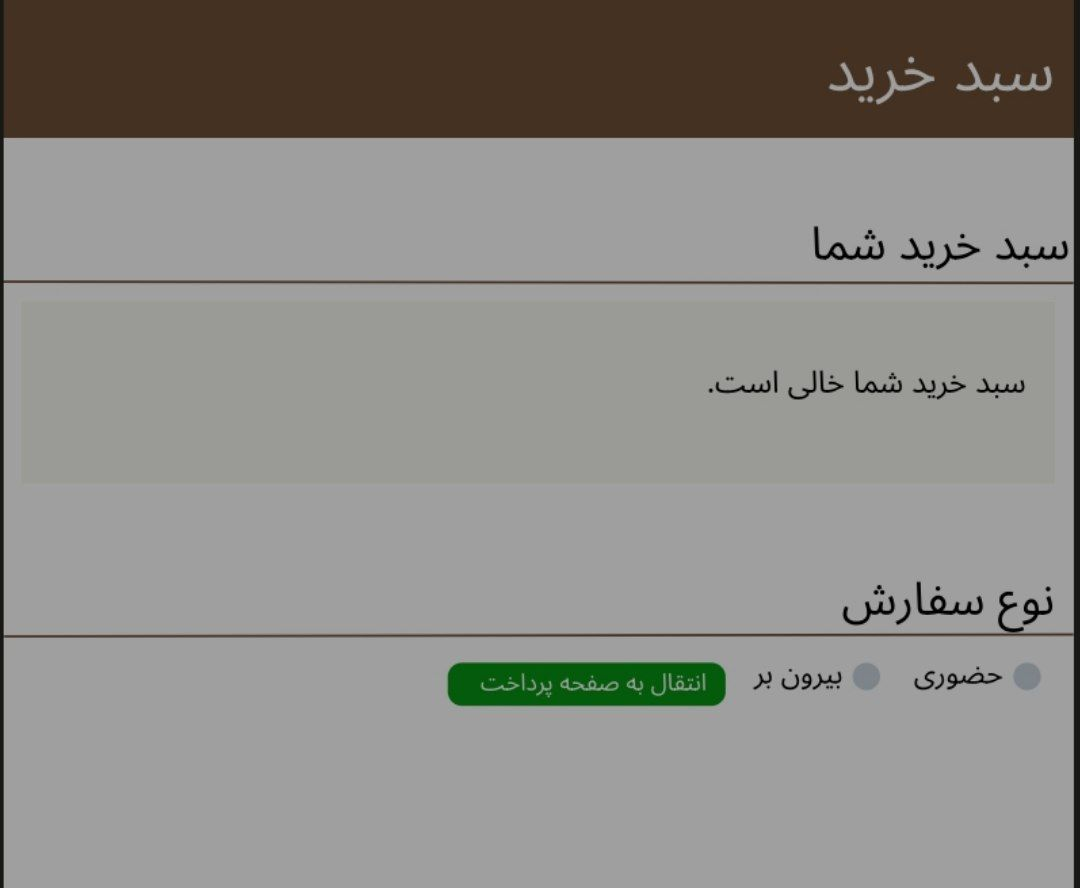 سبد خرید
سبد خرید شما
سبد خرید شما خالی است.
نوع سفارش
حضوری بیرون بر انتقال به صفحه پرداخت